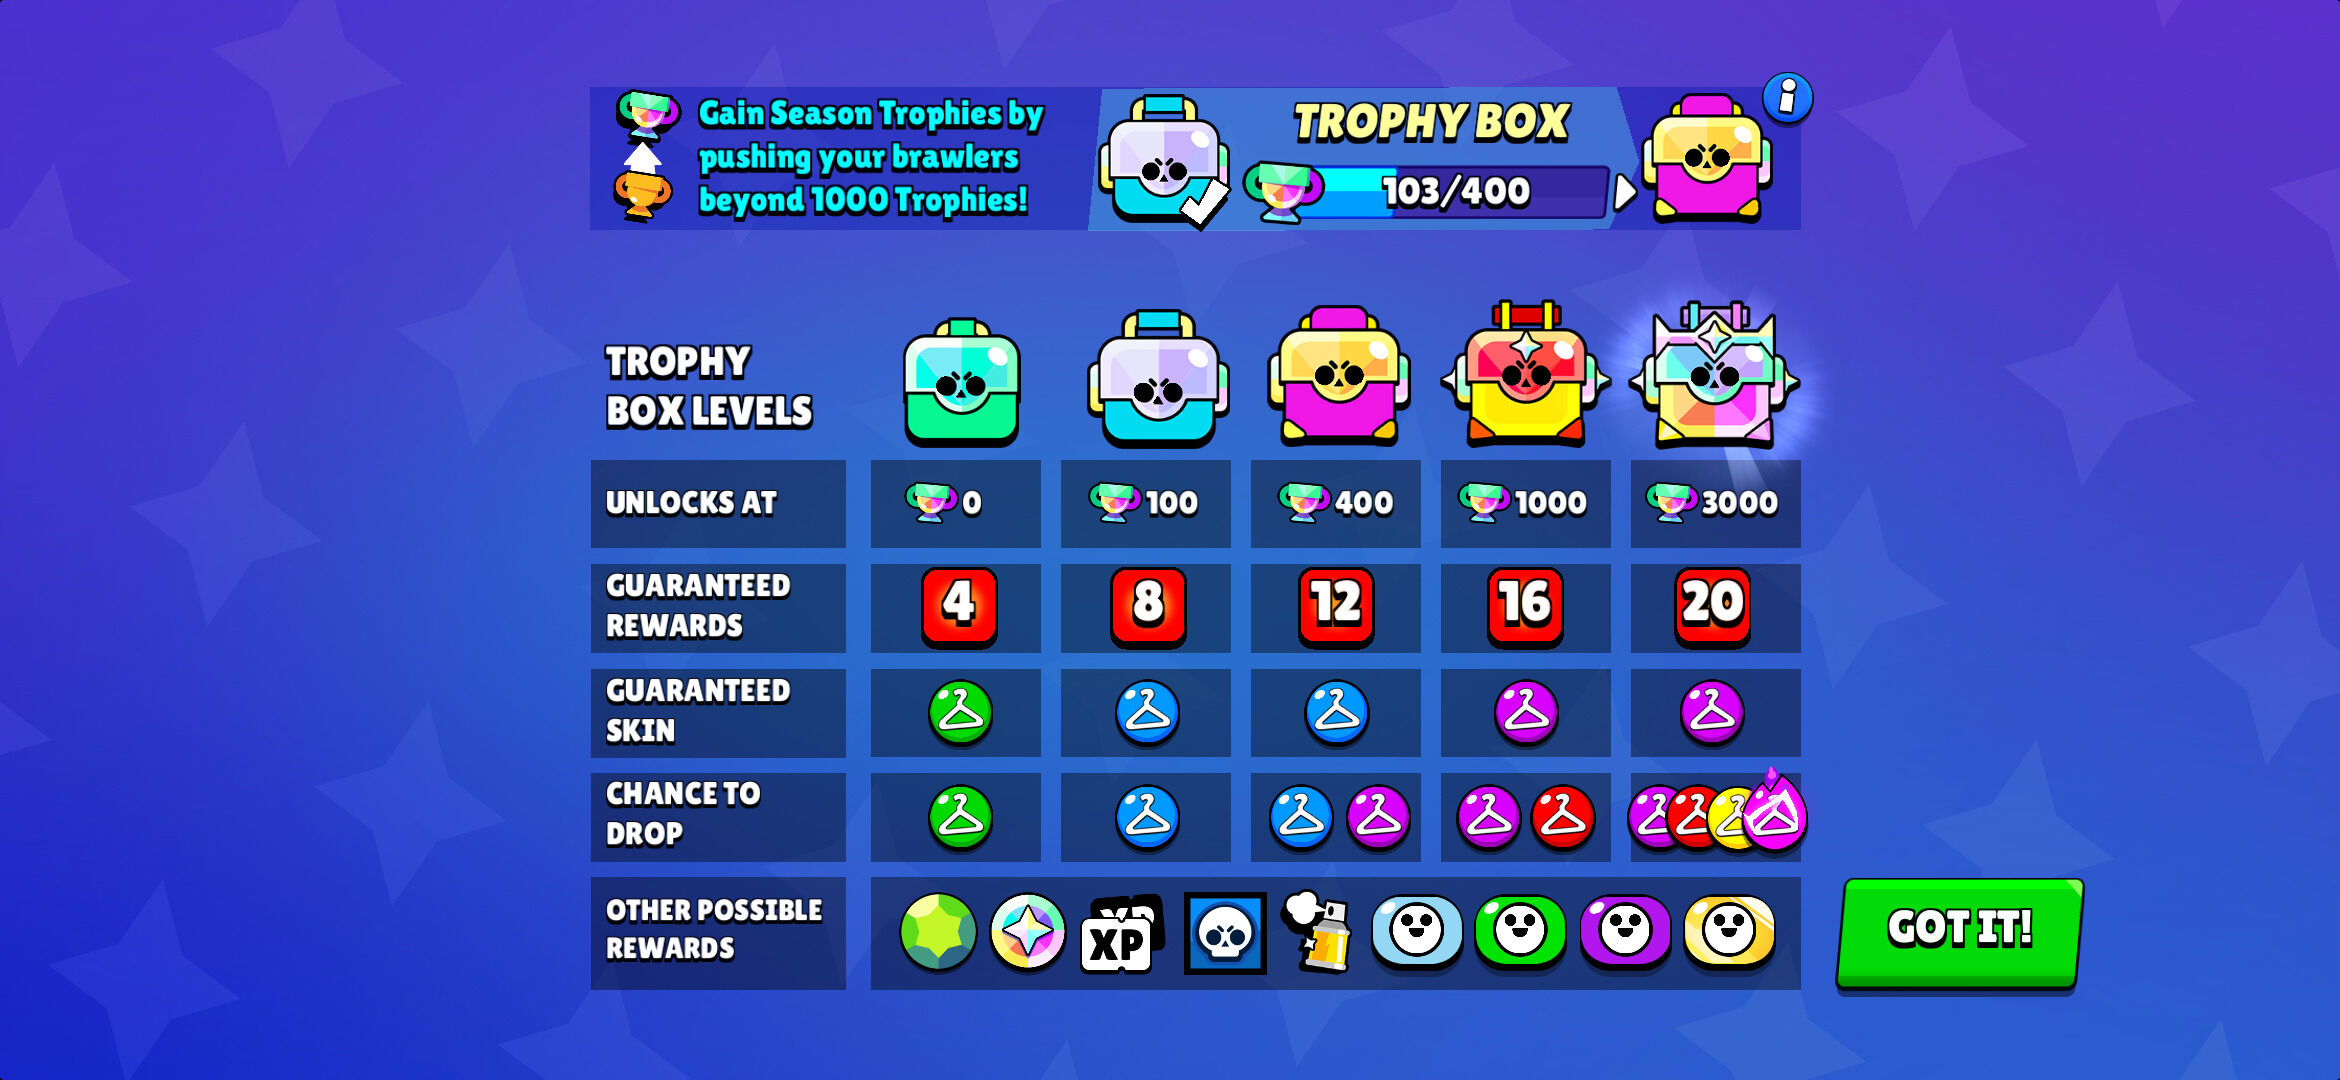 Gain Season Trophies by
pushing your brawlers
beyond 1000 Trophies!
TROPHY BOX
103/400
i
TROPHY
BOX LEVELS
UNLOCKS AT
0
100
400
1000
3000
GUARANTEED
REWARDS
4
8
12
16
20
GUARANTEED
SKIN
CHANCE TO
DROP
OTHER POSSIBLE
REWARDS
XP
GOT IT!